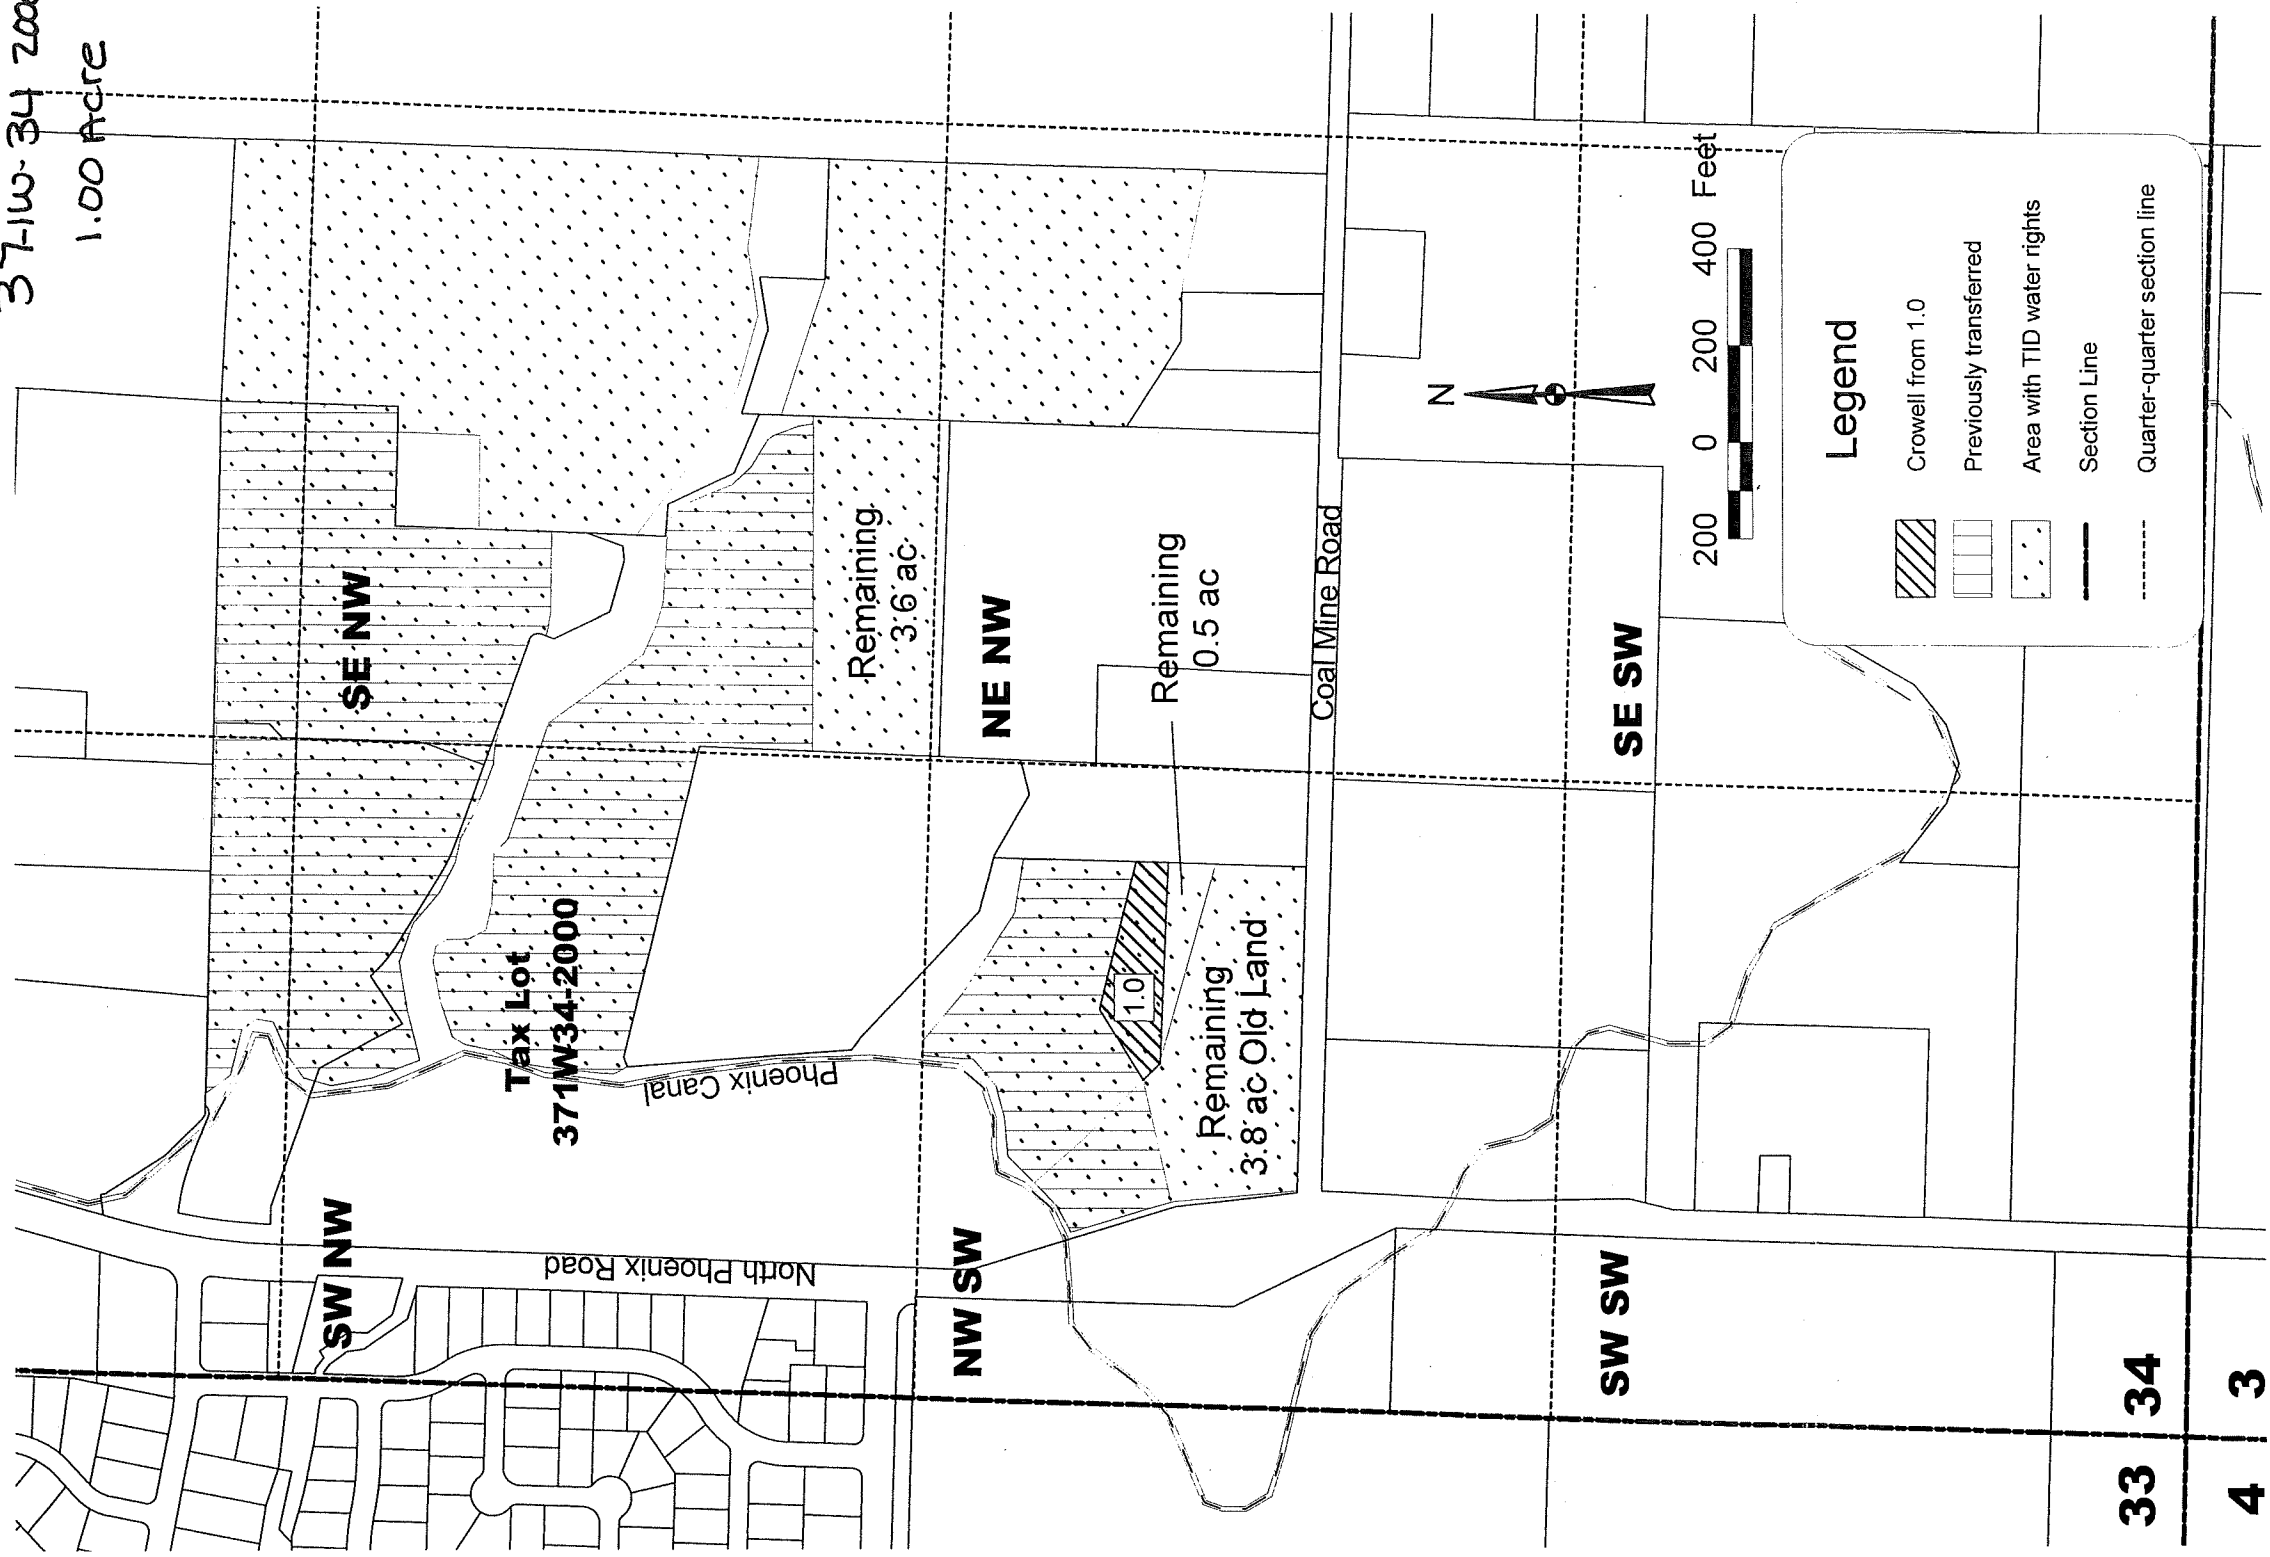 37-1W-34
1.00 Acre
SW NW
SE NW
Tax Lot
371W34-2000
Phoenix Canal
North Phoenix Road
Remaining
3.6 ac
NW SW
NE NW
1.0
Remaining
0.5 ac
Remaining
3.8 ac Old Land
Coal Mine Road
N
SW SW
SE SW
200 0 200 400 Feet
Legend
Crowell from 1.0
Previously transferred
Area with TID water rights
Section Line
Quarter-quarter section line
33 34
4 3